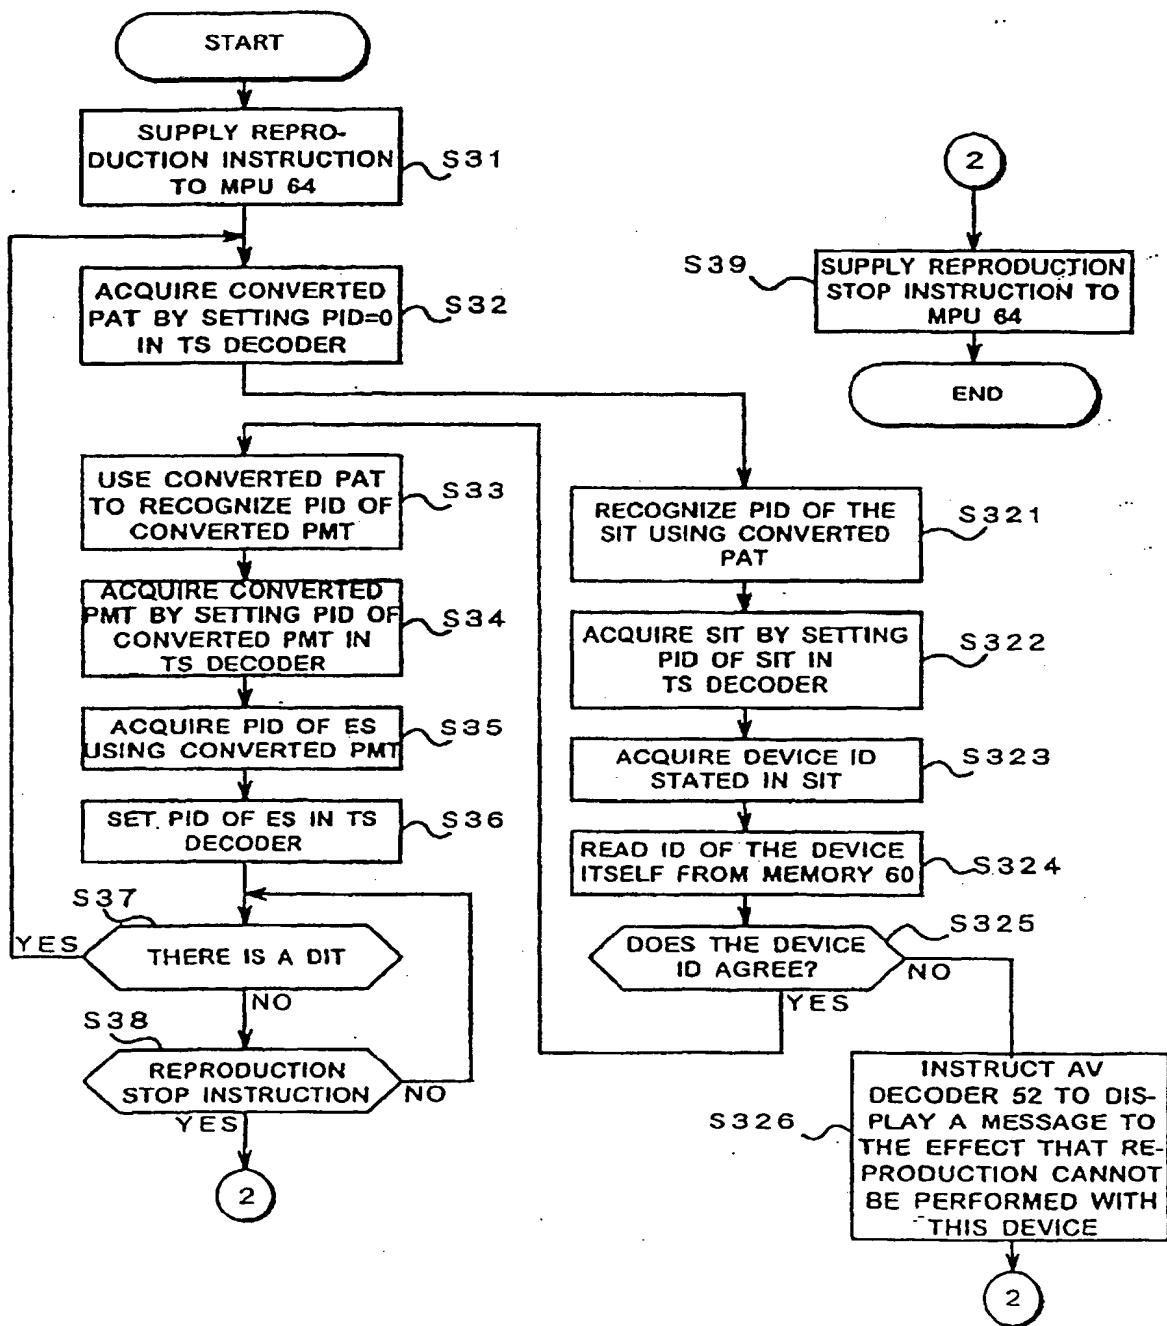 START
SUPPLY REPRO-
DUCTION INSTRUCTION
TO MPU 64
S31
ACQUIRE CONVERTED
PAT BY SETTING PID=0
IN TS DECODER
S32
USE CONVERTED PAT
TO RECOGNIZE PID OF
CONVERTED PMT
S33
ACQUIRE CONVERTED
PMT BY SETTING PID OF
CONVERTED PMT IN
TS DECODER
S34
ACQUIRE PID OF ES
USING CONVERTED PMT
S35
SET PID OF ES IN TS
DECODER
S36
S37
YES
THERE IS A DIT
NO
S38
REPRODUCTION
STOP INSTRUCTION
NO
YES
2
2
S39
SUPPLY REPRODUCTION
STOP INSTRUCTION TO
MPU 64
END
RECOGNIZE PID OF THE
SIT USING CONVERTED
PAT
S321
ACQUIRE SIT BY SETTING
PID OF SIT IN
TS DECODER
S322
ACQUIRE DEVICE ID
STATED IN SIT
S323
READ ID OF THE DEVICE
ITSELF FROM MEMORY 60
S324
S325
DOES THE DEVICE
ID AGREE?
NO
YES
S326
INSTRUCT AV
DECODER 52 TO DIS-
PLAY A MESSAGE TO
THE EFFECT THAT RE-
PRODUCTION CANNOT
BE PERFORMED WITH
THIS DEVICE
2